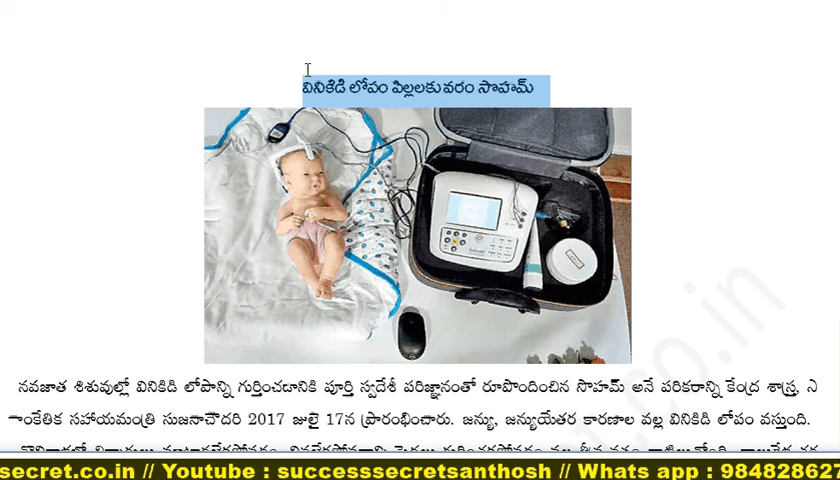 వినికిడి లోపం పిల్లలకు వరం సొహమ్
నవజాత శిశువుల్లో వినికిడి లోపాన్ని గుర్తించడానికి పూర్తి స్వదేశీ పరిజ్ఞానంతో రూపొందించిన సొహమ్ అనే పరికరాన్ని కేంద్ర శాస్త్ర,
సాంకేతిక సహాయమంత్రి సుజనాచౌదరి 2017 జులై 17న ప్రారంభించారు. జన్యు, జన్యుయేతర కారణాల వల్ల వినికిడి లోపం వస్తుంది.
secret.co.in // Youtube : successsecretsanthosh // Whats app : 984828627